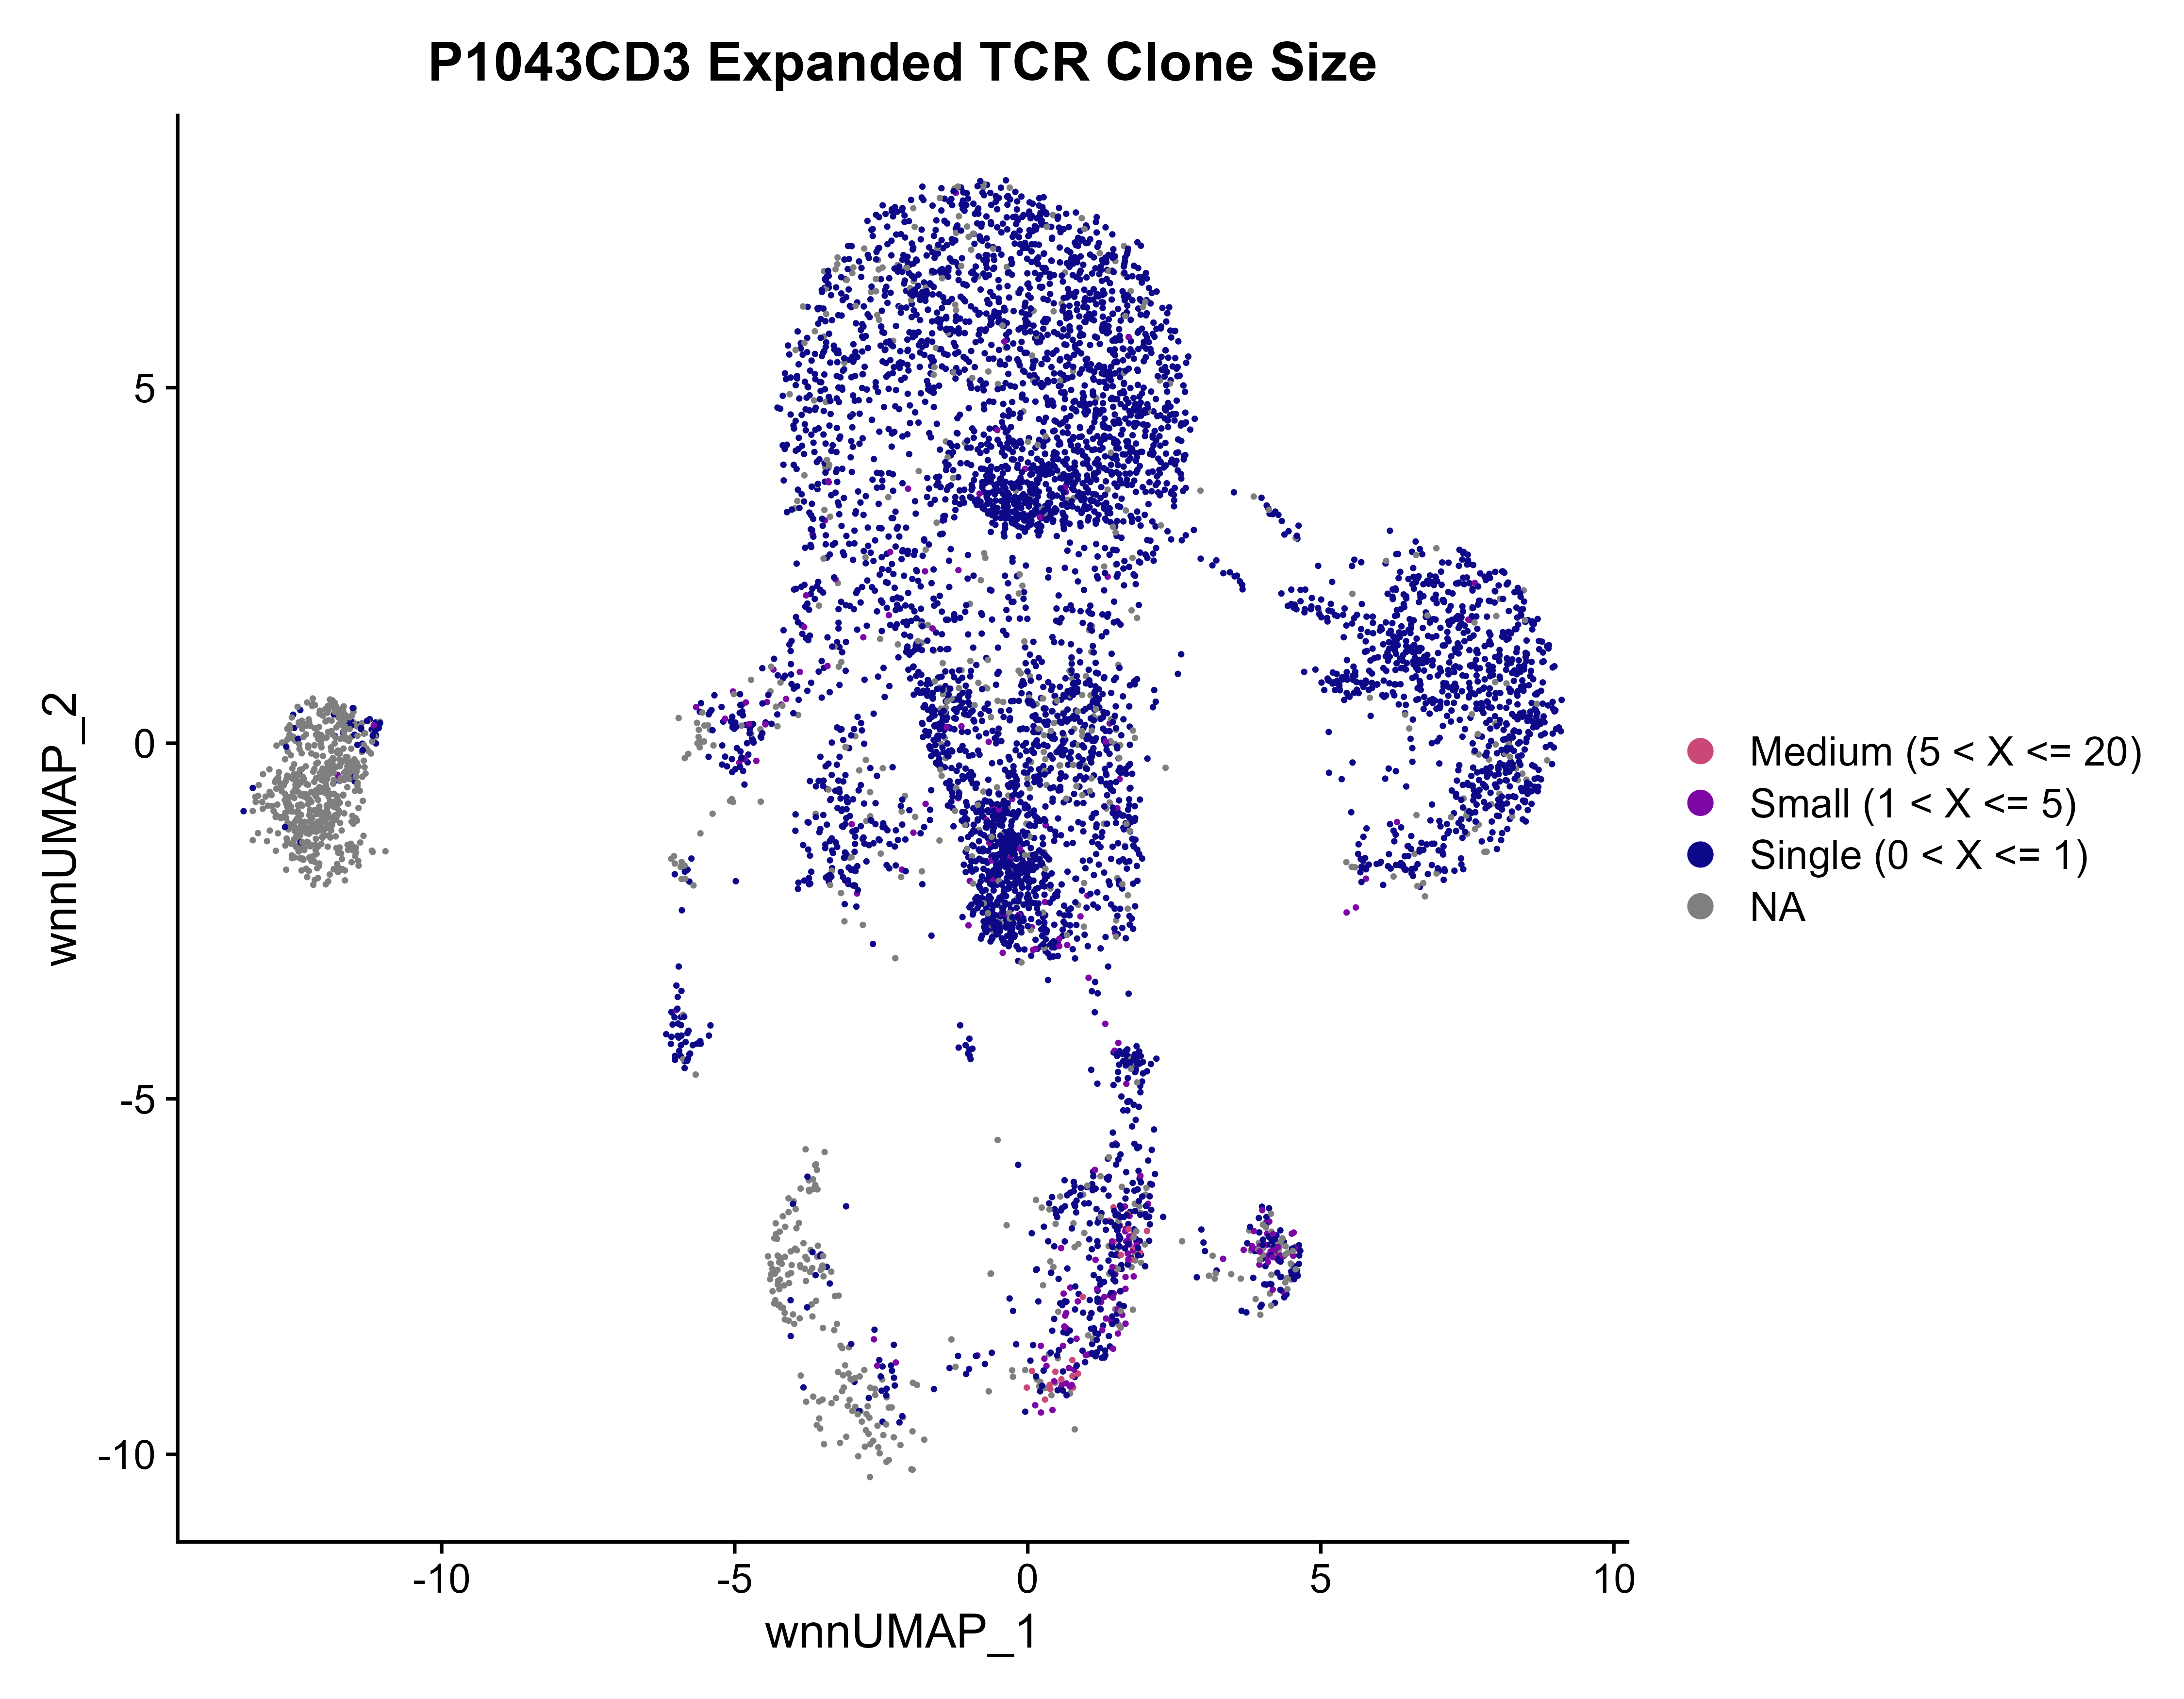 P1043CD3 Expanded TCR Clone Size
wnnUMAP_2
5
0
-5
-10
-10
-5
0
5
10
wnnUMAP_1
Medium (5 < X <= 20)
Small (1 < X <= 5)
Single (0 < X <= 1)
NA